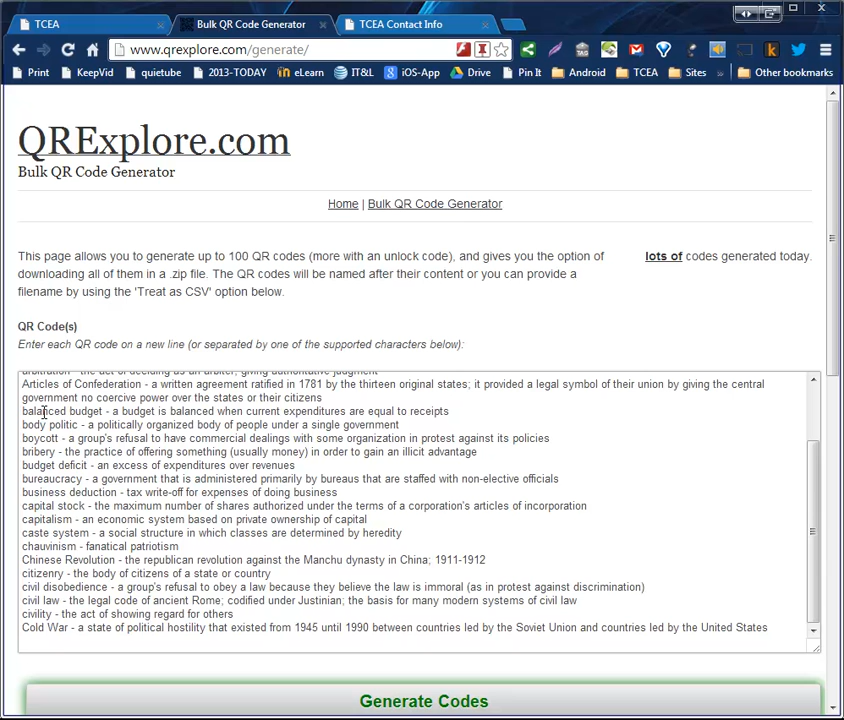 TCEA
Bulk QR Code Generator
TCEA Contact Info
www.qrexplore.com/generate/
Print KeepVid quietube 2013-TODAY eLearn IT&L iOS-App Drive Pin It Android TCEA Sites » Other bookmarks
QRExplore.com
Bulk QR Code Generator
Home | Bulk QR Code Generator
This page allows you to generate up to 100 QR codes (more with an unlock code), and gives you the option of
downloading all of them in a .zip file. The QR codes will be named after their content or you can provide a
filename by using the 'Treat as CSV' option below.
lots of codes generated today.
QR Code(s)
Enter each QR code on a new line (or separated by one of the supported characters below):
arbitration - the act of deciding as an arbiter; giving authoritative judgment
Articles of Confederation - a written agreement ratified in 1781 by the thirteen original states; it provided a legal symbol of their union by giving the central
government no coercive power over the states or their citizens
balanced budget - a budget is balanced when current expenditures are equal to receipts
body politic - a politically organized body of people under a single government
boycott - a group's refusal to have commercial dealings with some organization in protest against its policies
bribery - the practice of offering something (usually money) in order to gain an illicit advantage
budget deficit - an excess of expenditures over revenues
bureaucracy - a government that is administered primarily by bureaus that are staffed with non-elective officials
business deduction - tax write-off for expenses of doing business
capital stock - the maximum number of shares authorized under the terms of a corporation's articles of incorporation
capitalism - an economic system based on private ownership of capital
caste system - a social structure in which classes are determined by heredity
chauvinism - fanatical patriotism
Chinese Revolution - the republican revolution against the Manchu dynasty in China; 1911-1912
citizenry - the body of citizens of a state or country
civil disobedience - a group's refusal to obey a law because they believe the law is immoral (as in protest against discrimination)
civil law - the legal code of ancient Rome; codified under Justinian; the basis for many modern systems of civil law
civility - the act of showing regard for others
Cold War - a state of political hostility that existed from 1945 until 1990 between countries led by the Soviet Union and countries led by the United States
Generate Codes